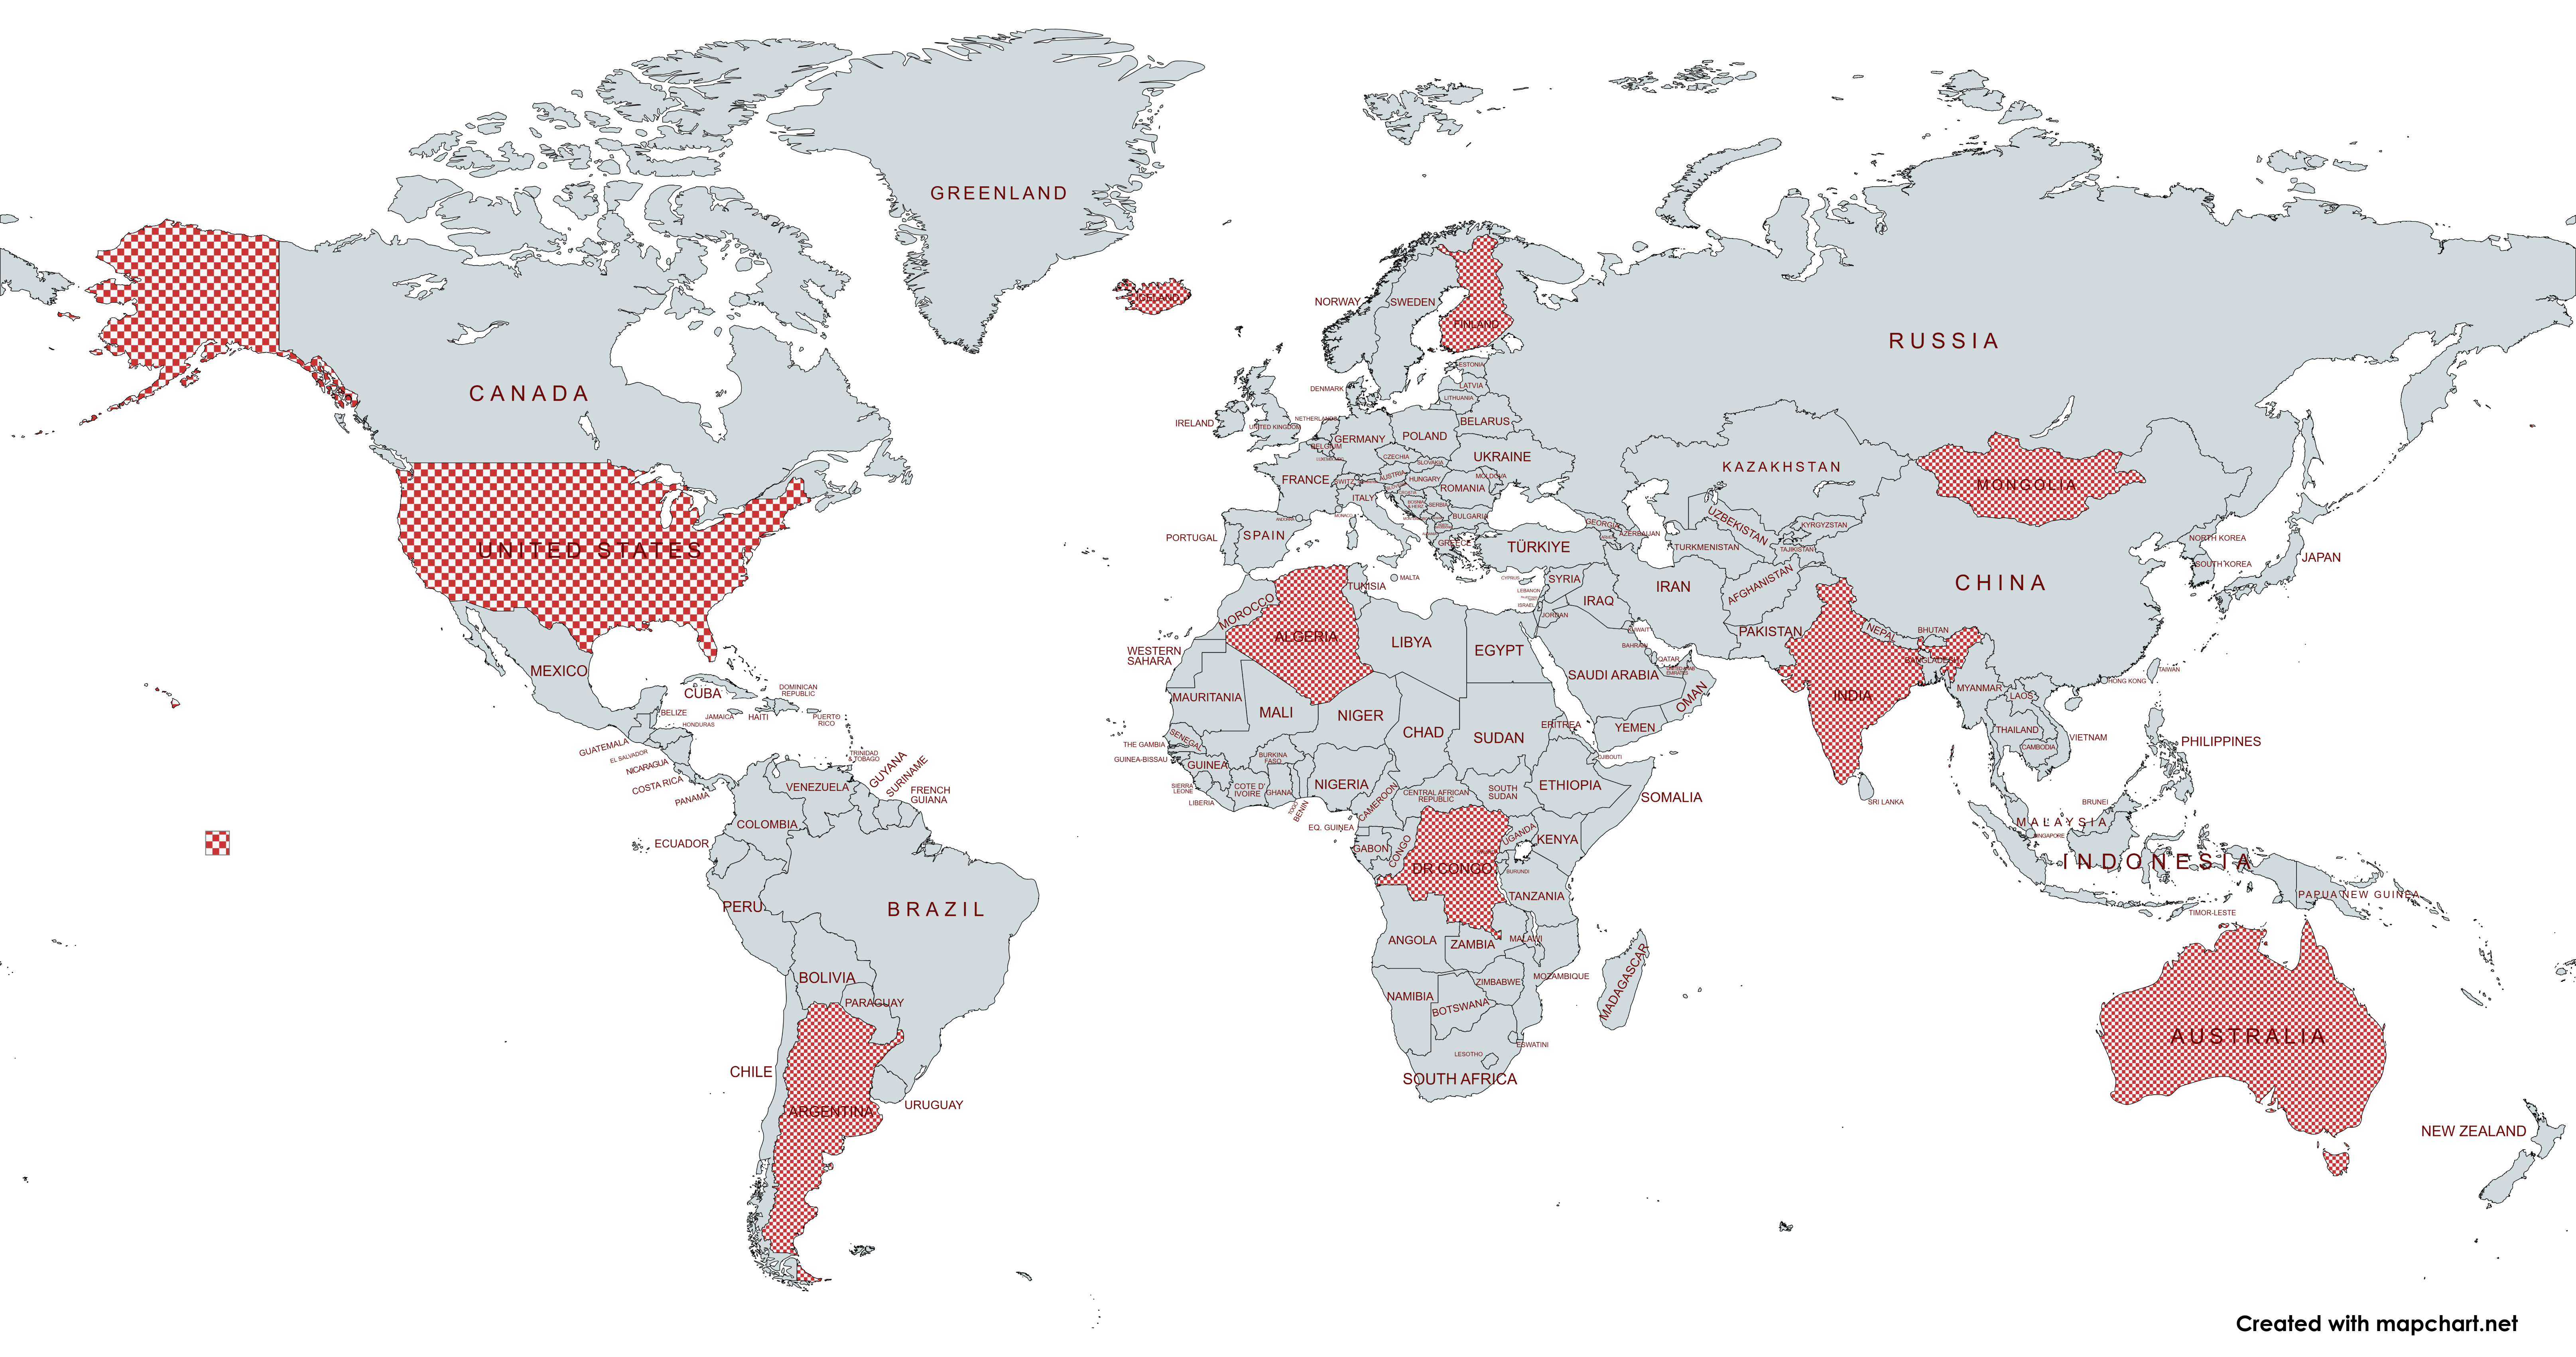 GREENLAND
ICELAND
NORWAY
SWEDEN
FINLAND
RUSSIA
CANADA
UNITED STATES
MEXICO
CUBA
DOMINICAN
REPUBLIC
BELIZE
JAMAICA
HAITI
PUERTO
RICO
HONDURAS
GUATEMALA
EL SALVADOR
NICARAGUA
COSTA RICA
PANAMA
TRINIDAD
& TOBAGO
VENEZUELA
GUYANA
SURINAME
FRENCH
GUIANA
COLOMBIA
ECUADOR
PERU
BRAZIL
BOLIVIA
PARAGUAY
CHILE
ARGENTINA
URUGUAY
ESTONIA
LATVIA
LITHUANIA
DENMARK
IRELAND
UNITED KINGDOM
NETHERLANDS
BELGIUM
GERMANY
POLAND
BELARUS
UKRAINE
CZECHIA
SLOVAKIA
AUSTRIA
HUNGARY
MOLDOVA
ROMANIA
FRANCE
SWITZ.
ITALY
SERBIA
BULGARIA
MONACO
ANDORRA
PORTUGAL
SPAIN
GREECE
TÜRKIYE
GEORGIA
AZERBAIJAN
KAZAKHSTAN
UZBEKISTAN
TURKMENISTAN
KYRGYZSTAN
TAJIKISTAN
MONGOLIA
CHINA
NORTH KOREA
SOUTH KOREA
JAPAN
MALTA
CYPRUS
LEBANON
ISRAEL
SYRIA
JORDAN
IRAQ
IRAN
AFGHANISTAN
PAKISTAN
KUWAIT
BAHRAIN
QATAR
UNITED ARAB
EMIRATES
SAUDI ARABIA
OMAN
YEMEN
NEPAL
BHUTAN
BANGLADESH
INDIA
SRI LANKA
MYANMAR
LAOS
THAILAND
CAMBODIA
VIETNAM
HONG KONG
TAIWAN
PHILIPPINES
BRUNEI
MALAYSIA
SINGAPORE
INDONESIA
TIMOR-LESTE
PAPUA NEW GUINEA
AUSTRALIA
NEW ZEALAND
MOROCCO
TUNISIA
ALGERIA
LIBYA
EGYPT
WESTERN
SAHARA
MAURITANIA
MALI
NIGER
CHAD
SUDAN
ERITREA
DJIBOUTI
SENEGAL
THE GAMBIA
GUINEA-BISSAU
GUINEA
SIERRA
LEONE
LIBERIA
COTE D'
IVOIRE
BURKINA
FASO
GHANA
TOGO
BENIN
NIGERIA
CAMEROON
CENTRAL AFRICAN
REPUBLIC
SOUTH
SUDAN
ETHIOPIA
SOMALIA
EQ. GUINEA
GABON
CONGO
DR CONGO
UGANDA
KENYA
BURUNDI
TANZANIA
ANGOLA
ZAMBIA
MALAWI
MOZAMBIQUE
ZIMBABWE
MADAGASCAR
NAMIBIA
BOTSWANA
ESWATINI
LESOTHO
SOUTH AFRICA
Created with mapchart.net